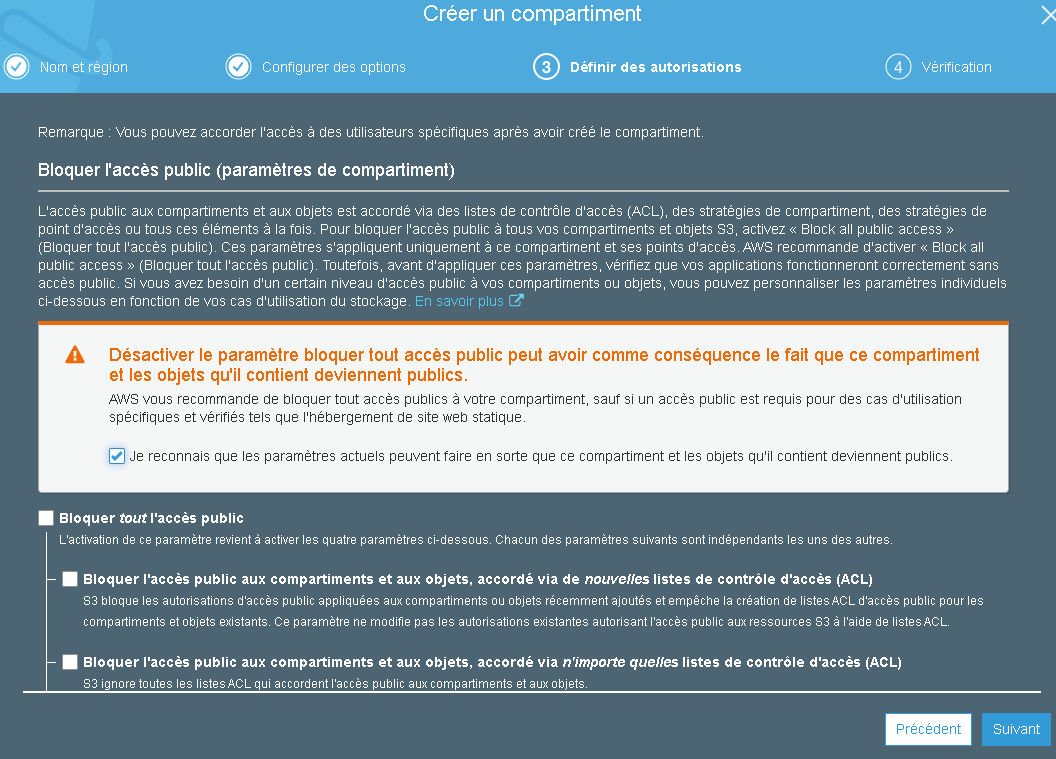 Créer un compartiment
Nom et région
Configurer des options
3 Définir des autorisations
4 Vérification
Remarque : Vous pouvez accorder l'accès à des utilisateurs spécifiques après avoir créé le compartiment.
Bloquer l'accès public (paramètres de compartiment)
L'accès public aux compartiments et aux objets est accordé via des listes de contrôle d'accès (ACL), des stratégies de compartiment, des stratégies de
point d'accès ou tous ces éléments à la fois. Pour bloquer l'accès public à tous vos compartiments et objets S3, activez « Block all public access »
(Bloquer tout l'accès public). Ces paramètres s'appliquent uniquement à ce compartiment et ses points d'accès. AWS recommande d'activer « Block all
public access » (Bloquer tout l'accès public). Toutefois, avant d'appliquer ces paramètres, vérifiez que vos applications fonctionneront correctement sans
accès public. Si vous avez besoin d'un certain niveau d'accès public à vos compartiments ou objets, vous pouvez personnaliser les paramètres individuels
ci-dessous en fonction de vos cas d'utilisation du stockage. En savoir plus
Désactiver le paramètre bloquer tout accès public peut avoir comme conséquence le fait que ce compartiment
et les objets qu'il contient deviennent publics.
AWS vous recommande de bloquer tout accès publics à votre compartiment, sauf si un accès public est requis pour des cas d'utilisation
spécifiques et vérifiés tels que l'hébergement de site web statique.
Je reconnais que les paramètres actuels peuvent faire en sorte que ce compartiment et les objets qu'il contient deviennent publics.
Bloquer tout l'accès public
L'activation de ce paramètre revient à activer les quatre paramètres ci-dessous. Chacun des paramètres suivants sont indépendants les uns des autres.
Bloquer l'accès public aux compartiments et aux objets, accordé via de nouvelles listes de contrôle d'accès (ACL)
S3 bloque les autorisations d'accès public appliquées aux compartiments ou objets récemment ajoutés et empêche la création de listes ACL d'accès public pour les
compartiments et objets existants. Ce paramètre ne modifie pas les autorisations existantes autorisant l'accès public aux ressources S3 à l'aide de listes ACL.
Bloquer l'accès public aux compartiments et aux objets, accordé via n'importe quelles listes de contrôle d'accès (ACL)
S3 ignore toutes les listes ACL qui accordent l'accès public aux compartiments et aux objets.
Précédent
Suivant